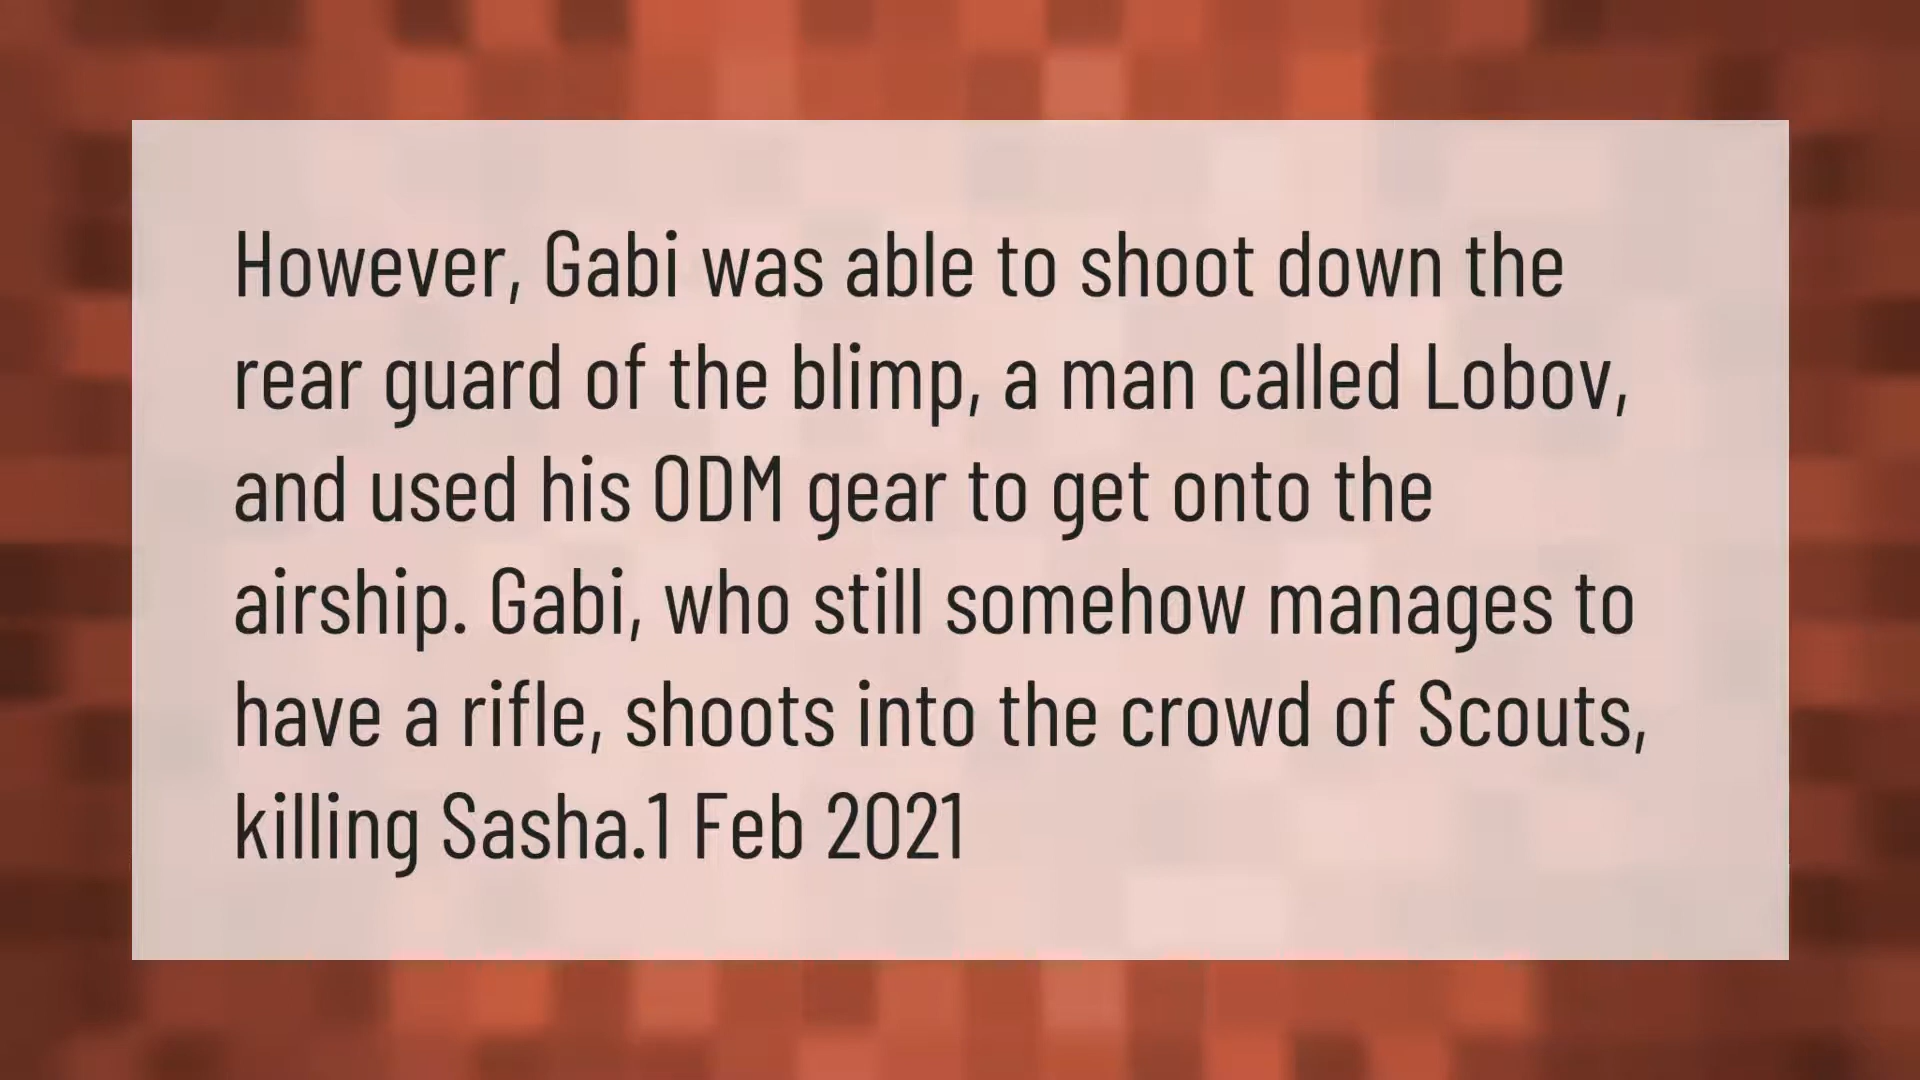 However, Gabi was able to shoot down the
rear guard of the blimp, a man called Lobov,
and used his ODM gear to get onto the
airship. Gabi, who still somehow manages to
have a rifle, shoots into the crowd of Scouts,
killing Sasha.1 Feb 2021